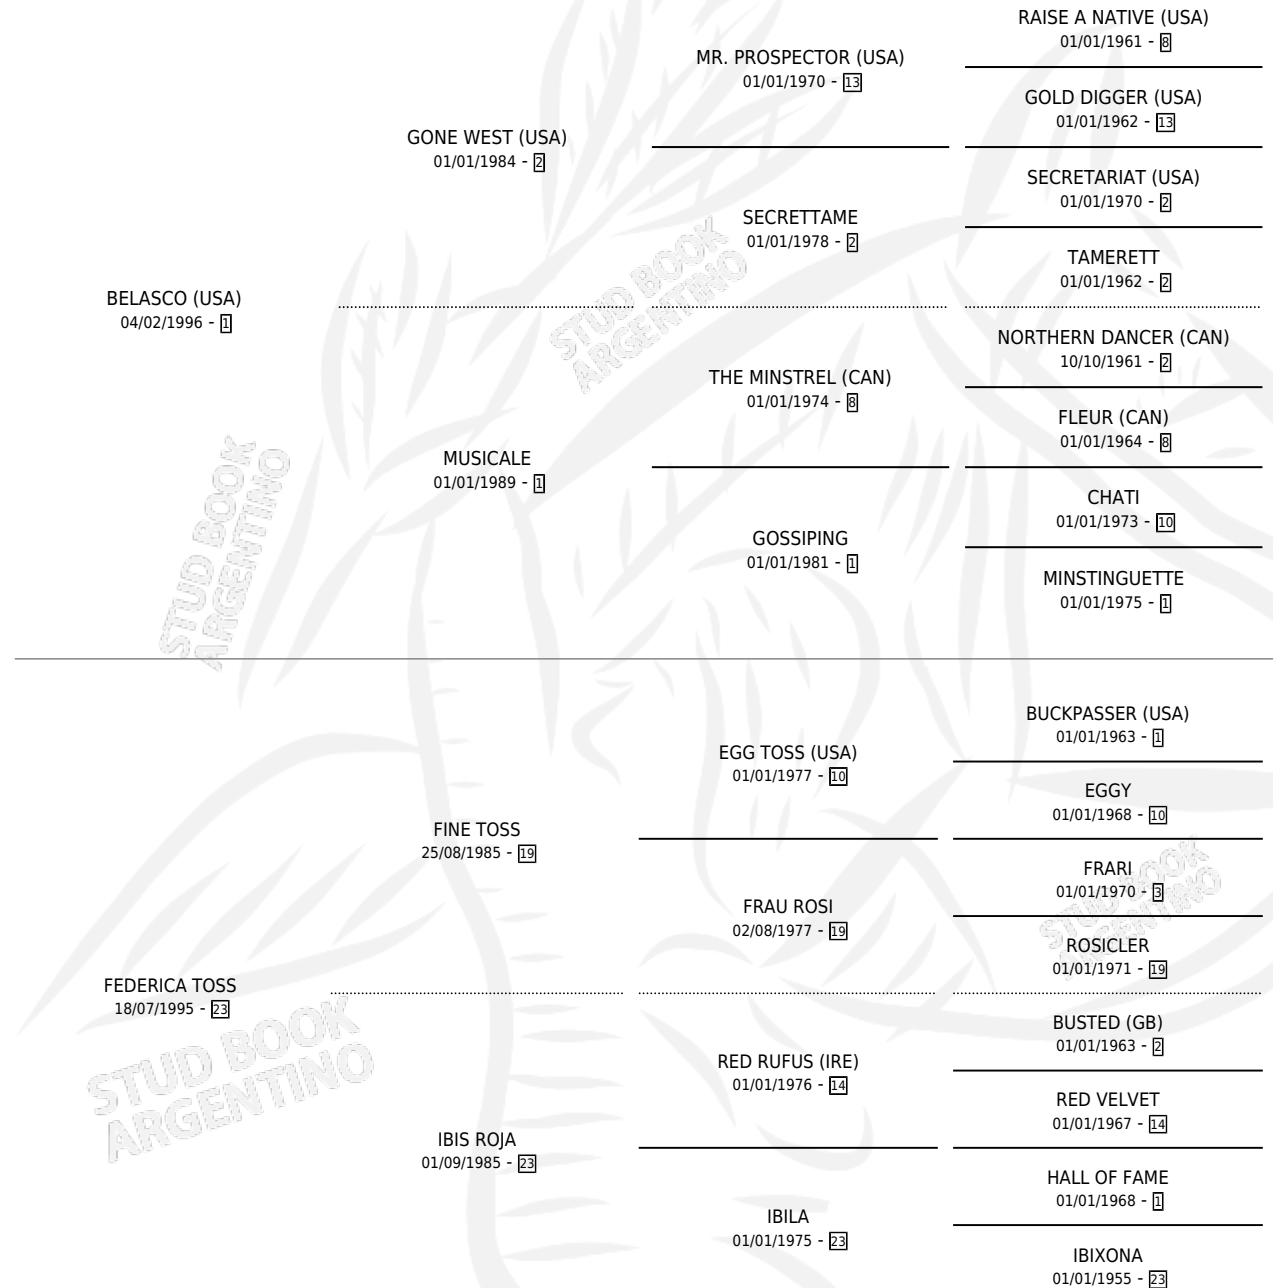 RAISE A NATIVE (USA)
01/01/1961 - 8
MR. PROSPECTOR (USA)
01/01/1970 - 13
GOLD DIGGER (USA)
01/01/1962 - 13
GONE WEST (USA)
01/01/1984 - 2
SECRETARIAT (USA)
01/01/1970 - 2
SECRETTAME
01/01/1978 - 2
TAMERETT
01/01/1962 - 2
BELASCO (USA)
04/02/1996 - 1
NORTHERN DANCER (CAN)
10/10/1961 - 2
THE MINSTREL (CAN)
01/01/1974 - 8
FLEUR (CAN)
01/01/1964 - 8
MUSICALE
01/01/1989 - 1
CHATI
01/01/1973 - 10
GOSSIPING
01/01/1981 - 1
MINSTINGUETTE
01/01/1975 - 1
BUCKPASSER (USA)
01/01/1963 - 1
EGG TOSS (USA)
01/01/1977 - 10
EGGY
01/01/1968 - 10
FINE TOSS
25/08/1985 - 19
FRARI
01/01/1970 - 3
FRAU ROSI
02/08/1977 - 19
ROSICLER
01/01/1971 - 19
FEDERICA TOSS
18/07/1995 - 23
BUSTED (GB)
01/01/1963 - 2
RED RUFUS (IRE)
01/01/1976 - 14
RED VELVET
01/01/1967 - 14
IBIS ROJA
01/09/1985 - 23
HALL OF FAME
01/01/1968 - 1
IBILA
01/01/1975 - 23
IBIXONA
01/01/1955 - 23
STUD BOOK
ARGENTINO
STUD BOOK
ARGENTINO
STUD BOOK
ARGENTINO
STUD BOOK
ARGENTINO